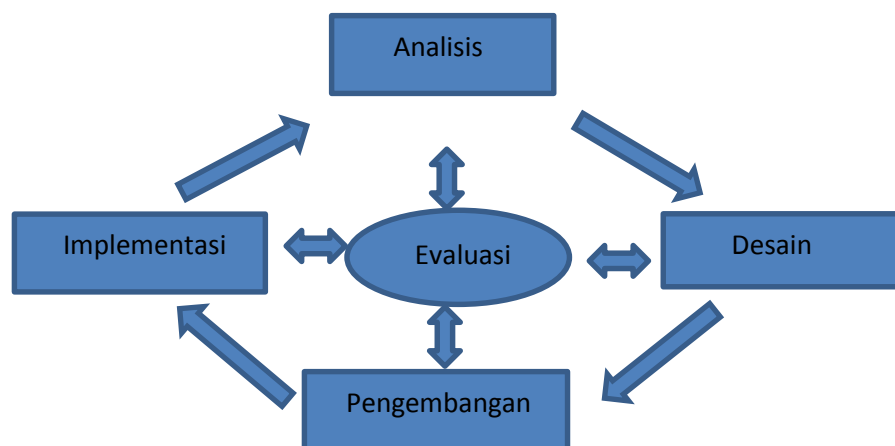 Analisis
Implementasi
Evaluasi
Desain
Pengembangan